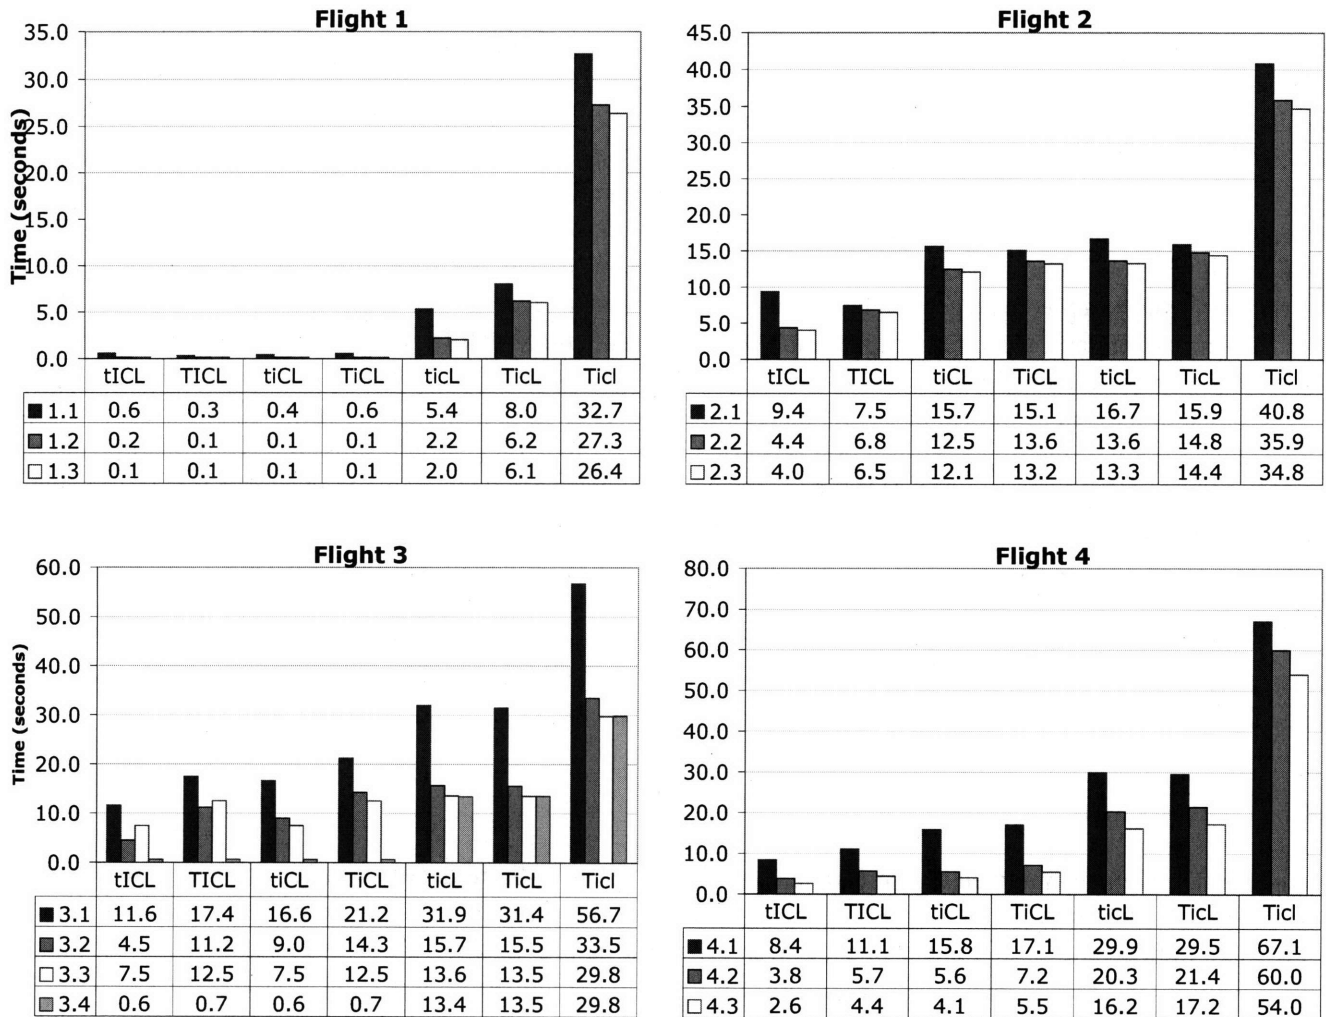 Flight 1
Time (seconds)
35.0
30.0
25.0
20.0
15.0
10.0
5.0
0.0
tICL TICL tiCL TiCL ticL TicL Ticl
1.1 0.6 0.3 0.4 0.6 5.4 8.0 32.7
1.2 0.2 0.1 0.1 0.1 2.2 6.2 27.3
1.3 0.1 0.1 0.1 0.1 2.0 6.1 26.4
Flight 2
45.0
40.0
35.0
30.0
25.0
20.0
15.0
10.0
5.0
0.0
tICL TICL tiCL TiCL ticL TicL Ticl
2.1 9.4 7.5 15.7 15.1 16.7 15.9 40.8
2.2 4.4 6.8 12.5 13.6 13.6 14.8 35.9
2.3 4.0 6.5 12.1 13.2 13.3 14.4 34.8
Flight 3
Time (seconds)
60.0
50.0
40.0
30.0
20.0
10.0
0.0
tICL TICL tiCL TiCL ticL TicL Ticl
3.1 11.6 17.4 16.6 21.2 31.9 31.4 56.7
3.2 4.5 11.2 9.0 14.3 15.7 15.5 33.5
3.3 7.5 12.5 7.5 12.5 13.6 13.5 29.8
3.4 0.6 0.7 0.6 0.7 13.4 13.5 29.8
Flight 4
80.0
70.0
60.0
50.0
40.0
30.0
20.0
10.0
0.0
tICL TICL tiCL TiCL ticL TicL Ticl
4.1 8.4 11.1 15.8 17.1 29.9 29.5 67.1
4.2 3.8 5.7 5.6 7.2 20.3 21.4 60.0
4.3 2.6 4.4 4.1 5.5 16.2 17.2 54.0